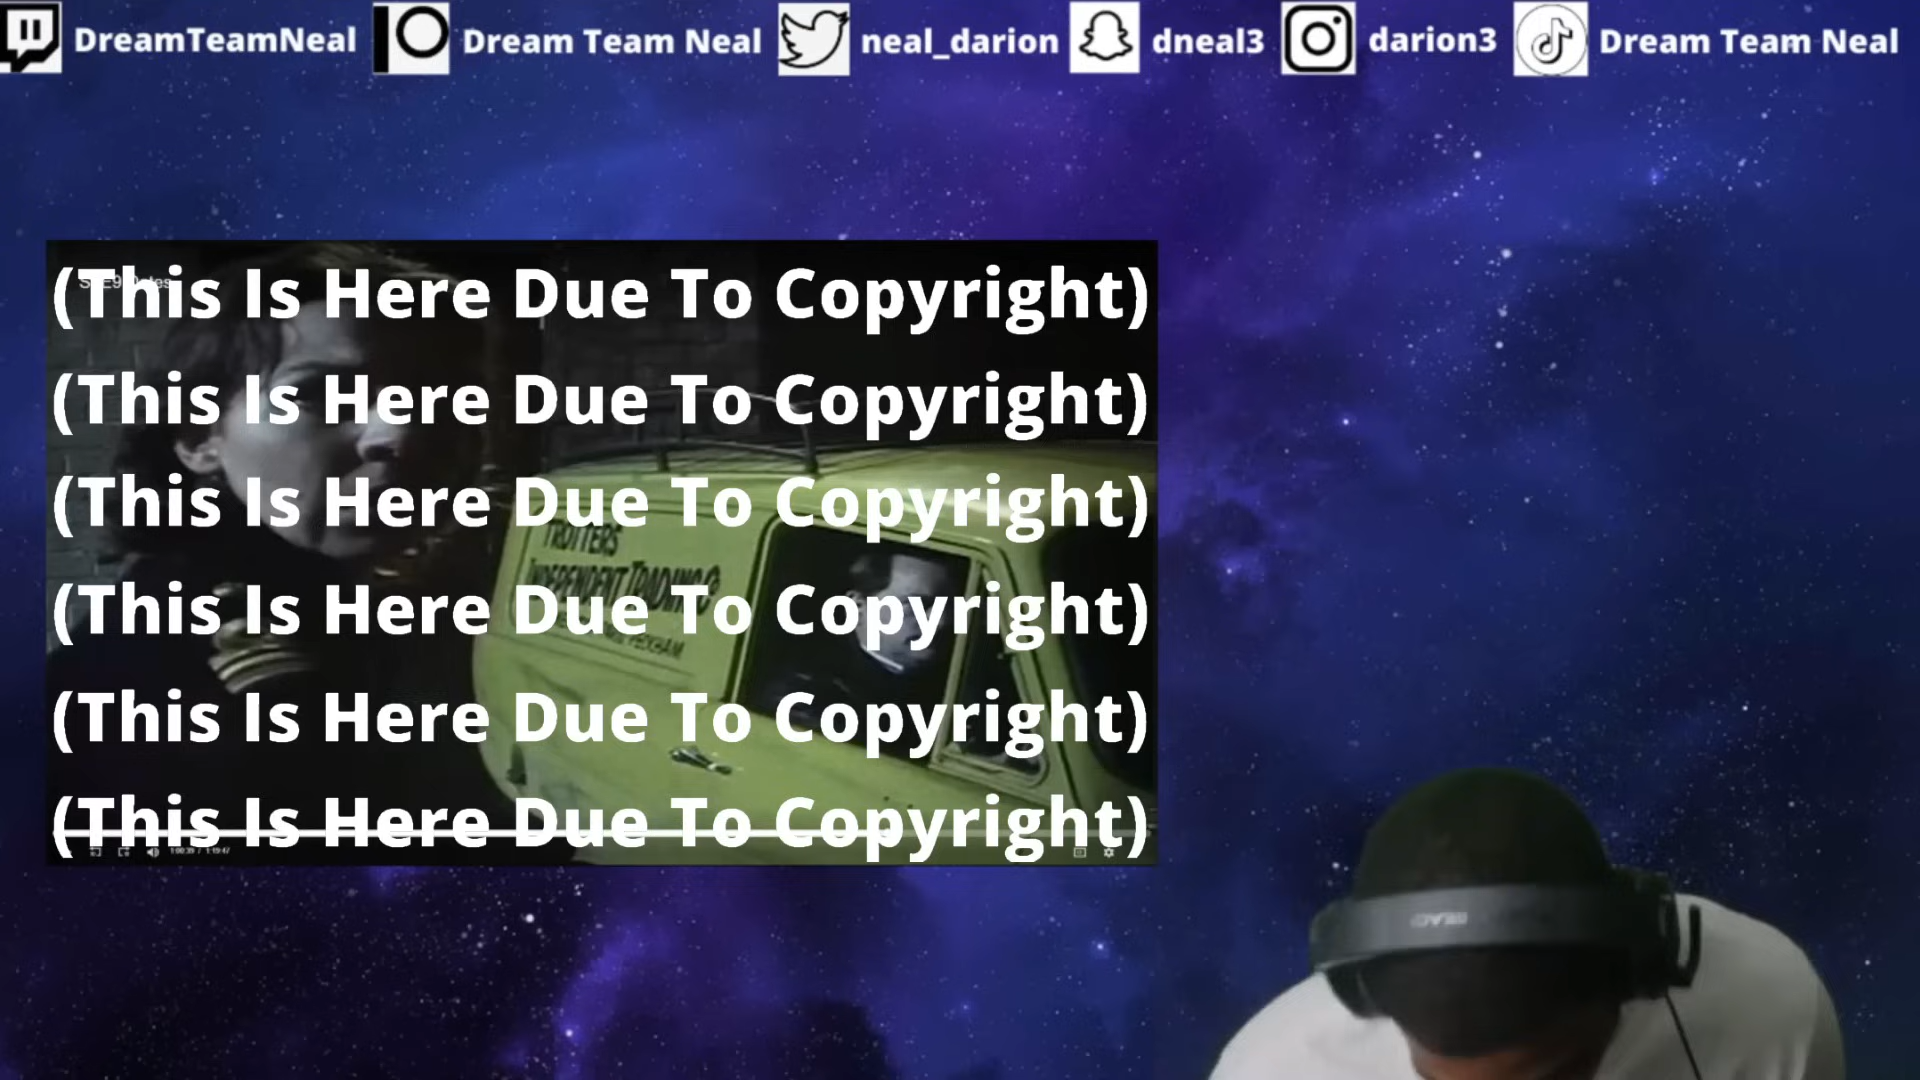 DreamTeamNeal Dream Team Neal neal_darion dneal3 darion3 Dream Team Neal
(This Is Here Due To Copyright)
(This Is Here Due To Copyright)
(This Is Here Due To Copyright)
TROTTERS
INDEPENDENT TRADING Co
(This Is Here Due To Copyright)
PECKHAM
(This Is Here Due To Copyright)
(This Is Here Due To Copyright)